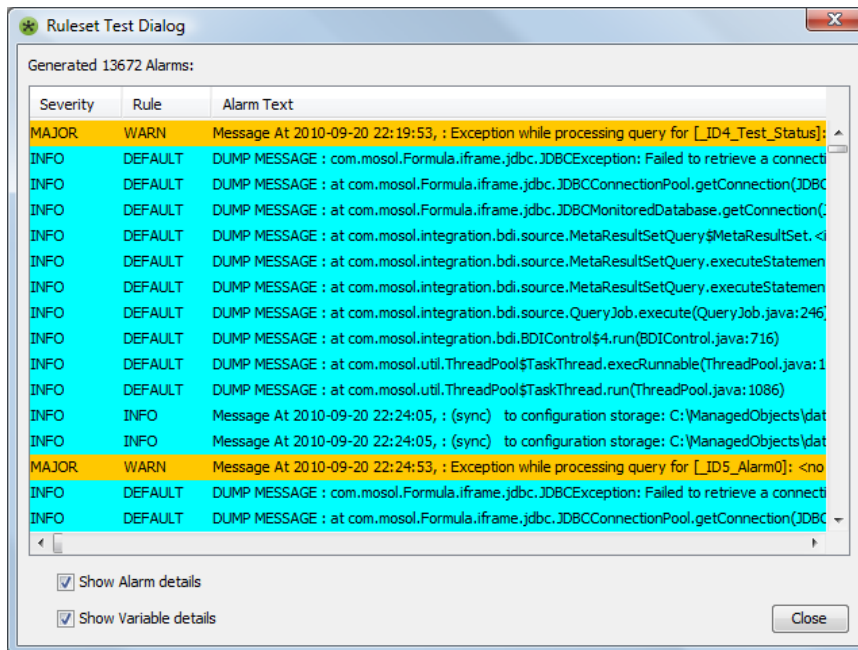 Ruleset Test Dialog
Generated 13672 Alarms:
Severity Rule Alarm Text
MAJOR WARN Message At 2010-09-20 22:19:53, : Exception while processing query for [_ID4_Test_Status]:
INFO DEFAULT DUMP MESSAGE : com.mosol.Formula.iframe.jdbc.JDBCException: Failed to retrieve a connecti
INFO DEFAULT DUMP MESSAGE : at com.mosol.Formula.iframe.jdbc.JDBCConnectionPool.getConnection(JDBC
INFO DEFAULT DUMP MESSAGE : at com.mosol.Formula.iframe.jdbc.JDBCMonitoredDatabase.getConnection(J
INFO DEFAULT DUMP MESSAGE : at com.mosol.integration.bdi.source.MetaResultSetQuery$MetaResultSet.<i
INFO DEFAULT DUMP MESSAGE : at com.mosol.integration.bdi.source.MetaResultSetQuery.executeStatemen
INFO DEFAULT DUMP MESSAGE : at com.mosol.integration.bdi.source.MetaResultSetQuery.executeStatemen
INFO DEFAULT DUMP MESSAGE : at com.mosol.integration.bdi.source.QueryJob.execute(QueryJob.java:246)
INFO DEFAULT DUMP MESSAGE : at com.mosol.integration.bdi.BDIControl$4.run(BDIControl.java:716)
INFO DEFAULT DUMP MESSAGE : at com.mosol.util.ThreadPool$TaskThread.execRunnable(ThreadPool.java:1
INFO DEFAULT DUMP MESSAGE : at com.mosol.util.ThreadPool$TaskThread.run(ThreadPool.java:1086)
INFO INFO Message At 2010-09-20 22:24:05, : (sync) to configuration storage: C:\ManagedObjects\dat
INFO INFO Message At 2010-09-20 22:24:05, : (sync) to configuration storage: C:\ManagedObjects\dat
MAJOR WARN Message At 2010-09-20 22:24:53, : Exception while processing query for [_ID5_Alarm0]: <no
INFO DEFAULT DUMP MESSAGE : com.mosol.Formula.iframe.jdbc.JDBCException: Failed to retrieve a connecti
INFO DEFAULT DUMP MESSAGE : at com.mosol.Formula.iframe.jdbc.JDBCConnectionPool.getConnection(JDBC
Show Alarm details
Show Variable details
Close